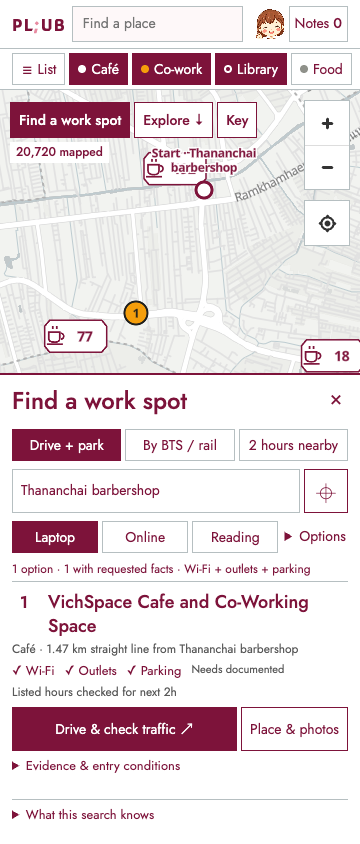 PL:UB
Find a place
Notes 0
≡ List
Café
Co-work
Library
Food
Find a work spot
Explore ↓
Key
20,720 mapped
Start · Thananchai
barbershop
Ramkhamhae
+
−
1
77
18
Find a work spot
×
Drive + park
By BTS / rail
2 hours nearby
Thananchai barbershop
Laptop
Online
Reading
▶ Options
1 option · 1 with requested facts · Wi-Fi + outlets + parking
1 VichSpace Cafe and Co-Working
Space
Café · 1.47 km straight line from Thananchai barbershop
✓ Wi-Fi ✓ Outlets ✓ Parking Needs documented
Listed hours checked for next 2h
Drive & check traffic ↗
Place & photos
▶ Evidence & entry conditions
▶ What this search knows